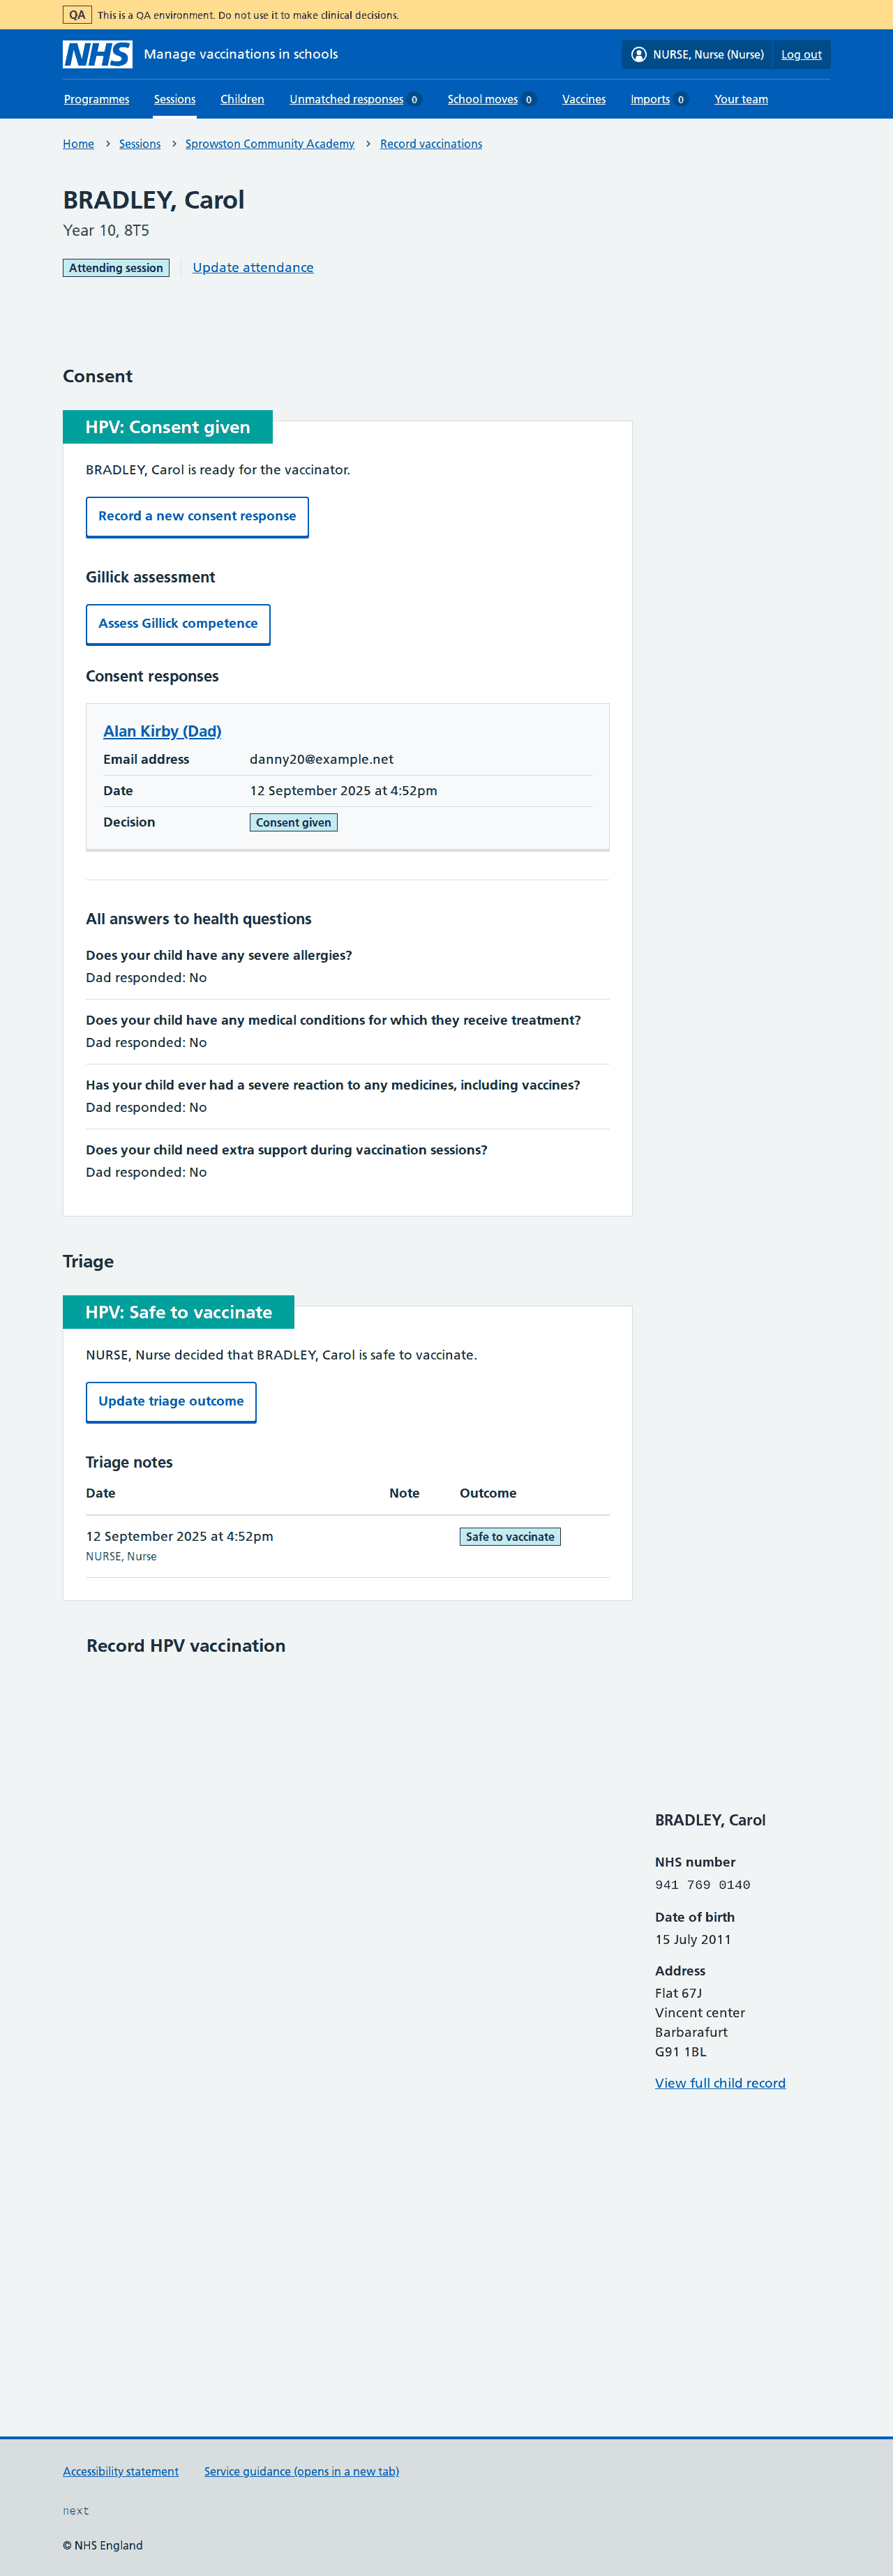 QA This is a QA environment. Do not use it to make clinical decisions.
NHS Manage vaccinations in schools NURSE, Nurse (Nurse) Log out
Programmes Sessions Children Unmatched responses 0 School moves 0 Vaccines Imports 0 Your team
Home Sessions Sprowston Community Academy Record vaccinations
BRADLEY, Carol
Year 10, 8T5
Attending session Update attendance
Consent
HPV: Consent given
BRADLEY, Carol is ready for the vaccinator.
Record a new consent response
Gillick assessment
Assess Gillick competence
Consent responses
Alan Kirby (Dad)
Email address danny20@example.net
Date 12 September 2025 at 4:52pm
Decision Consent given
All answers to health questions
Does your child have any severe allergies?
Dad responded: No
Does your child have any medical conditions for which they receive treatment?
Dad responded: No
Has your child ever had a severe reaction to any medicines, including vaccines?
Dad responded: No
Does your child need extra support during vaccination sessions?
Dad responded: No
Triage
HPV: Safe to vaccinate
NURSE, Nurse decided that BRADLEY, Carol is safe to vaccinate.
Update triage outcome
Triage notes
Date Note Outcome
12 September 2025 at 4:52pm Safe to vaccinate
NURSE, Nurse
Record HPV vaccination
BRADLEY, Carol
NHS number
941 769 0140
Date of birth
15 July 2011
Address
Flat 67J
Vincent center
Barbarafurt
G91 1BL
View full child record
Accessibility statement Service guidance (opens in a new tab)
next
© NHS England